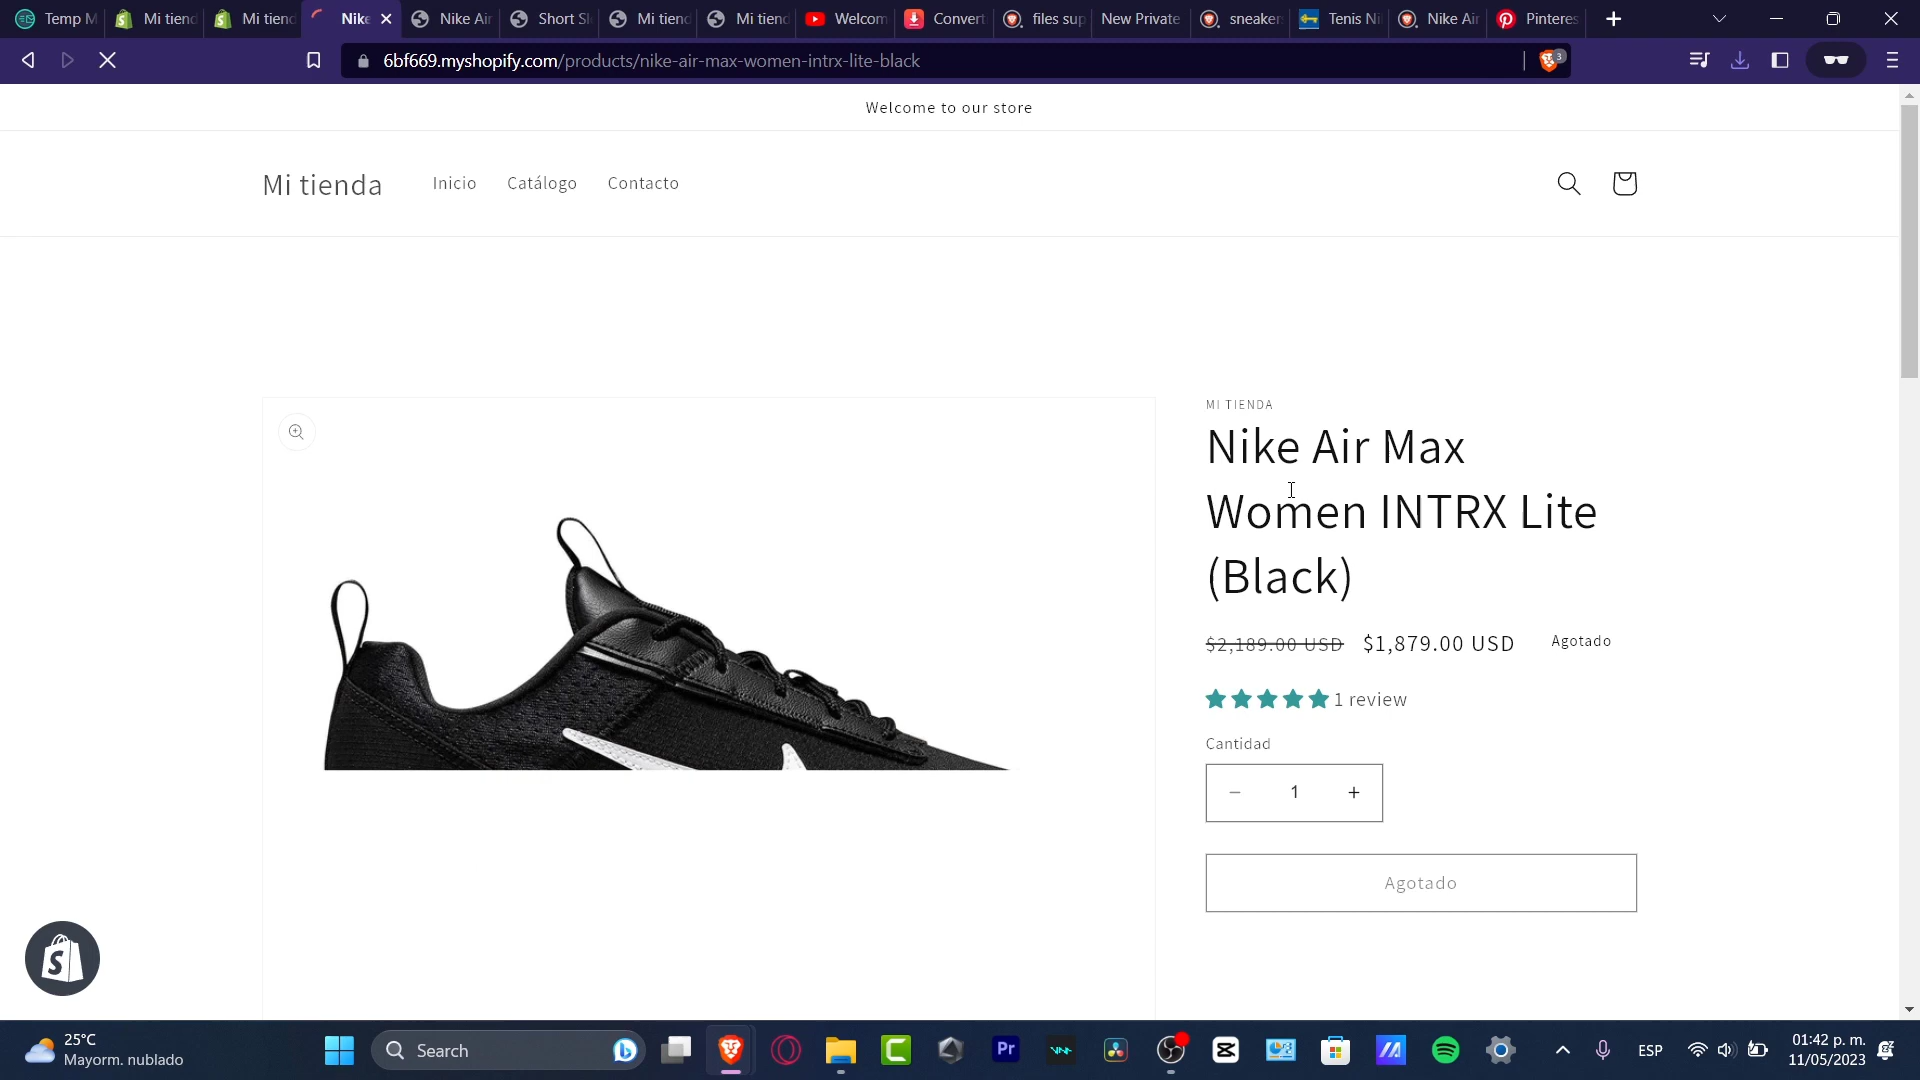 Temp M
Mi tiend
Mi tiend
Nike
Nike Air
Short Sl
Mi tiend
Mi tiend
Welcom
Convert
files sup
New Private
sneaker
Tenis Ni
Nike Air
Pinteres
6bf669.myshopify.com/products/nike-air-max-women-intrx-lite-black
3
Welcome to our store
Mi tienda
Inicio
Catálogo
Contacto
MI TIENDA
Nike Air Max
Women INTRX Lite
(Black)
$2,189.00 USD $1,879.00 USD Agotado
1 review
Cantidad
− 1 +
Agotado
25°C
Mayorm. nublado
Search
Pr
ESP
01:42 p. m.
11/05/2023